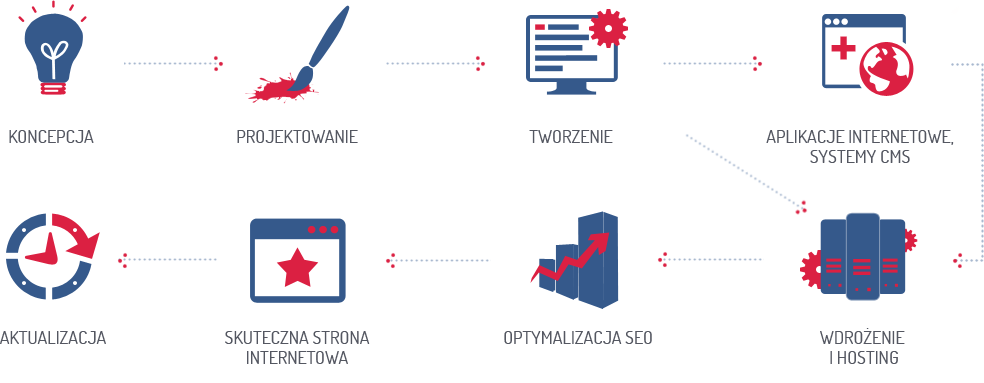 KONCEPCJA
PROJEKTOWANIE
TWORZENIE
APLIKACJE INTERNETOWE,
SYSTEMY CMS
AKTUALIZACJA
SKUTECZNA STRONA
INTERNETOWA
OPTYMALIZACJA SEO
WDROŻENIE
I HOSTING